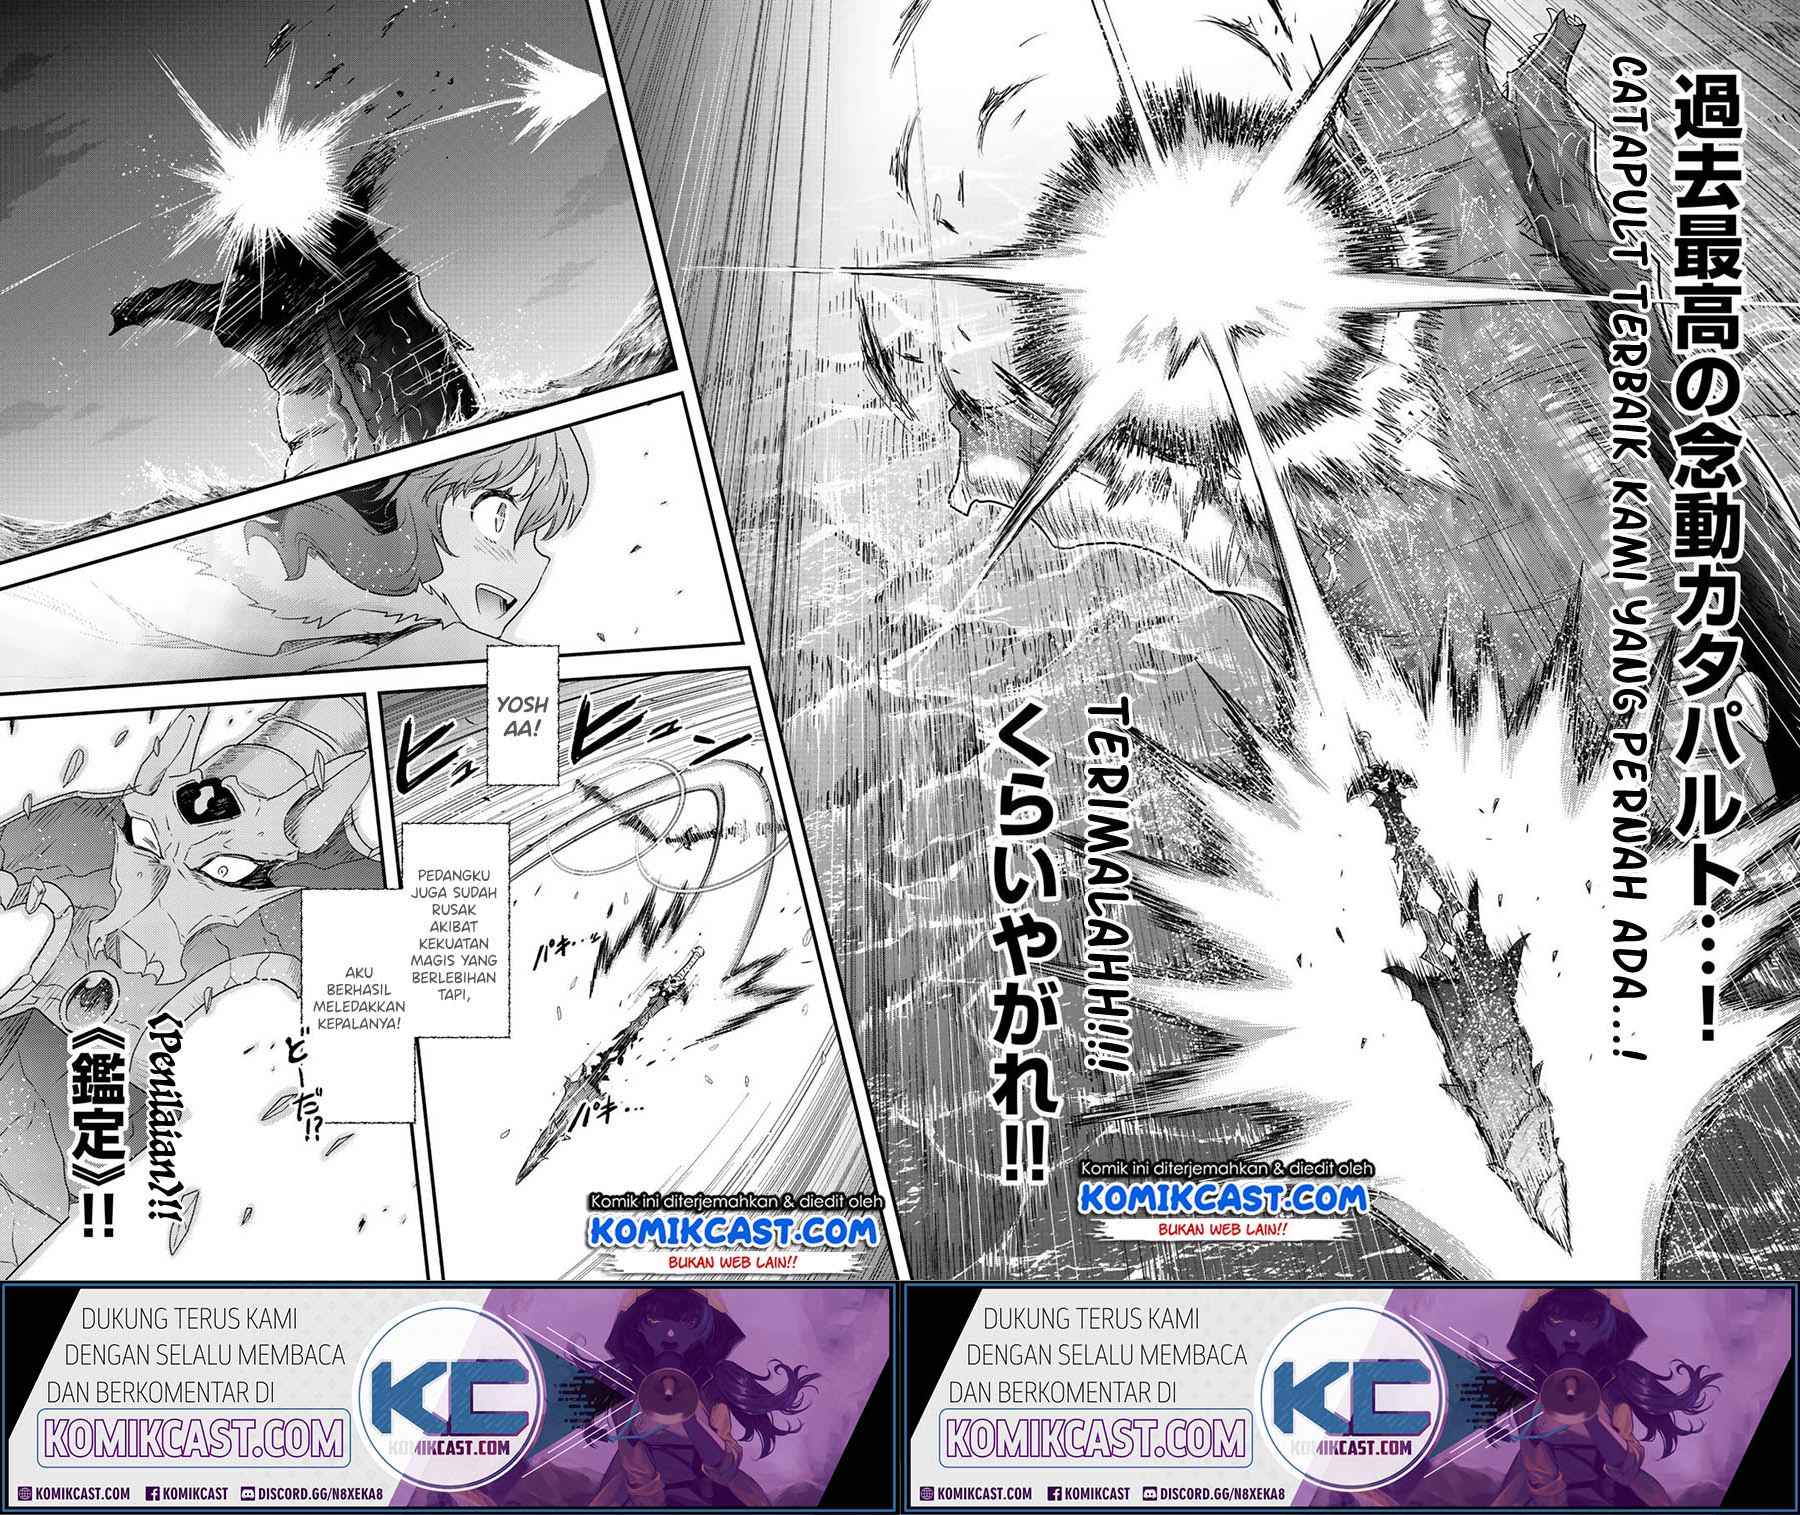 過去最高の念動カタパルト…！
CATAPULT TERBAIK KAMI YANG PERNAH ADA...!
TERIMALAHH!!!
くらいやがれ!!
YOSH
AA!
ヒュン
ヒュ
PEDANGKU
JUGA SUDAH
RUSAK
AKIBAT
KEKUATAN
MAGIS YANG
BERLEBIHAN
TAPI,
パキ…ェ
パキ…
AKU
BERHASIL
MELEDAKKAN
KEPALANYA!
どーだ!?
<Penilaian>!!
《鑑定》!!
Komik ini diterjemahkan & diedit oleh
KOMIKCAST.COM
BUKAN WEB LAIN!!
Komik ini diterjemahkan & diedit oleh
KOMIKCAST.COM
BUKAN WEB LAIN!!
DUKUNG TERUS KAMI
DENGAN SELALU MEMBACA
DAN BERKOMENTAR DI
KOMIKCAST.COM
KC
KOMIKCAST.COM
KOMIKCAST.COM KOMIKCAST DISCORD.GG/N8XEKA8
DUKUNG TERUS KAMI
DENGAN SELALU MEMBACA
DAN BERKOMENTAR DI
KOMIKCAST.COM
KC
KOMIKCAST.COM
KOMIKCAST.COM KOMIKCAST DISCORD.GG/N8XEKA8